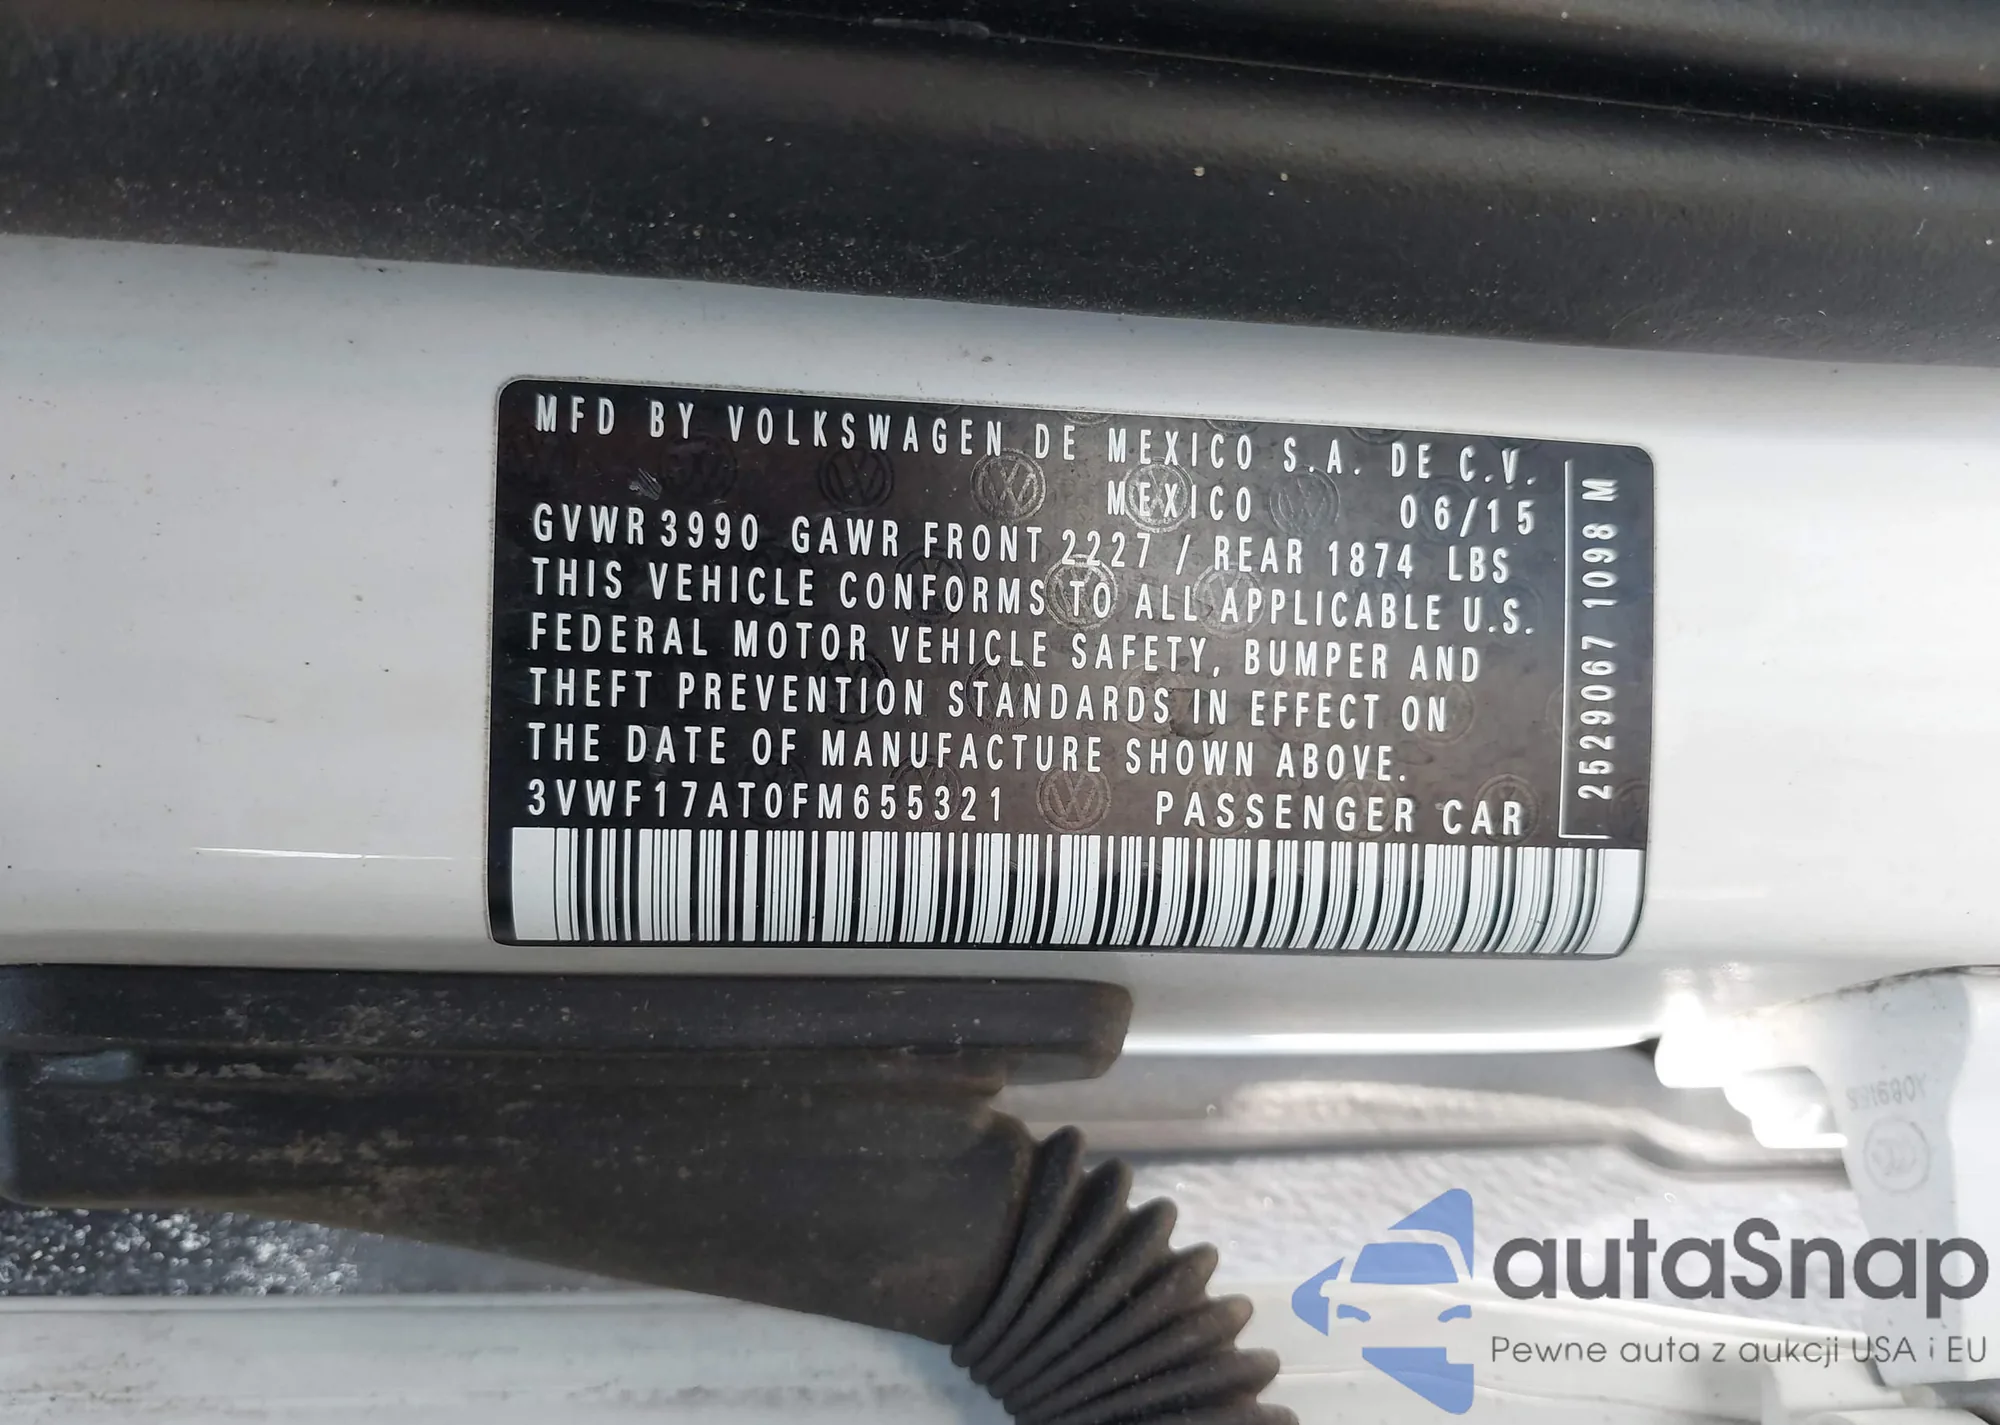 MFD BY VOLKSWAGEN DE MEXICO S.A. DE C.V.
MEXICO 06/15
GVWR 3990 GAWR FRONT 2227 / REAR 1874 LBS
THIS VEHICLE CONFORMS TO ALL APPLICABLE U.S.
FEDERAL MOTOR VEHICLE SAFETY, BUMPER AND
THEFT PREVENTION STANDARDS IN EFFECT ON
THE DATE OF MANUFACTURE SHOWN ABOVE.
3VWF17AT0FM655321 PASSENGER CAR
2529067 1098 M
autaSnap
Pewne auta z aukcji USA i EU